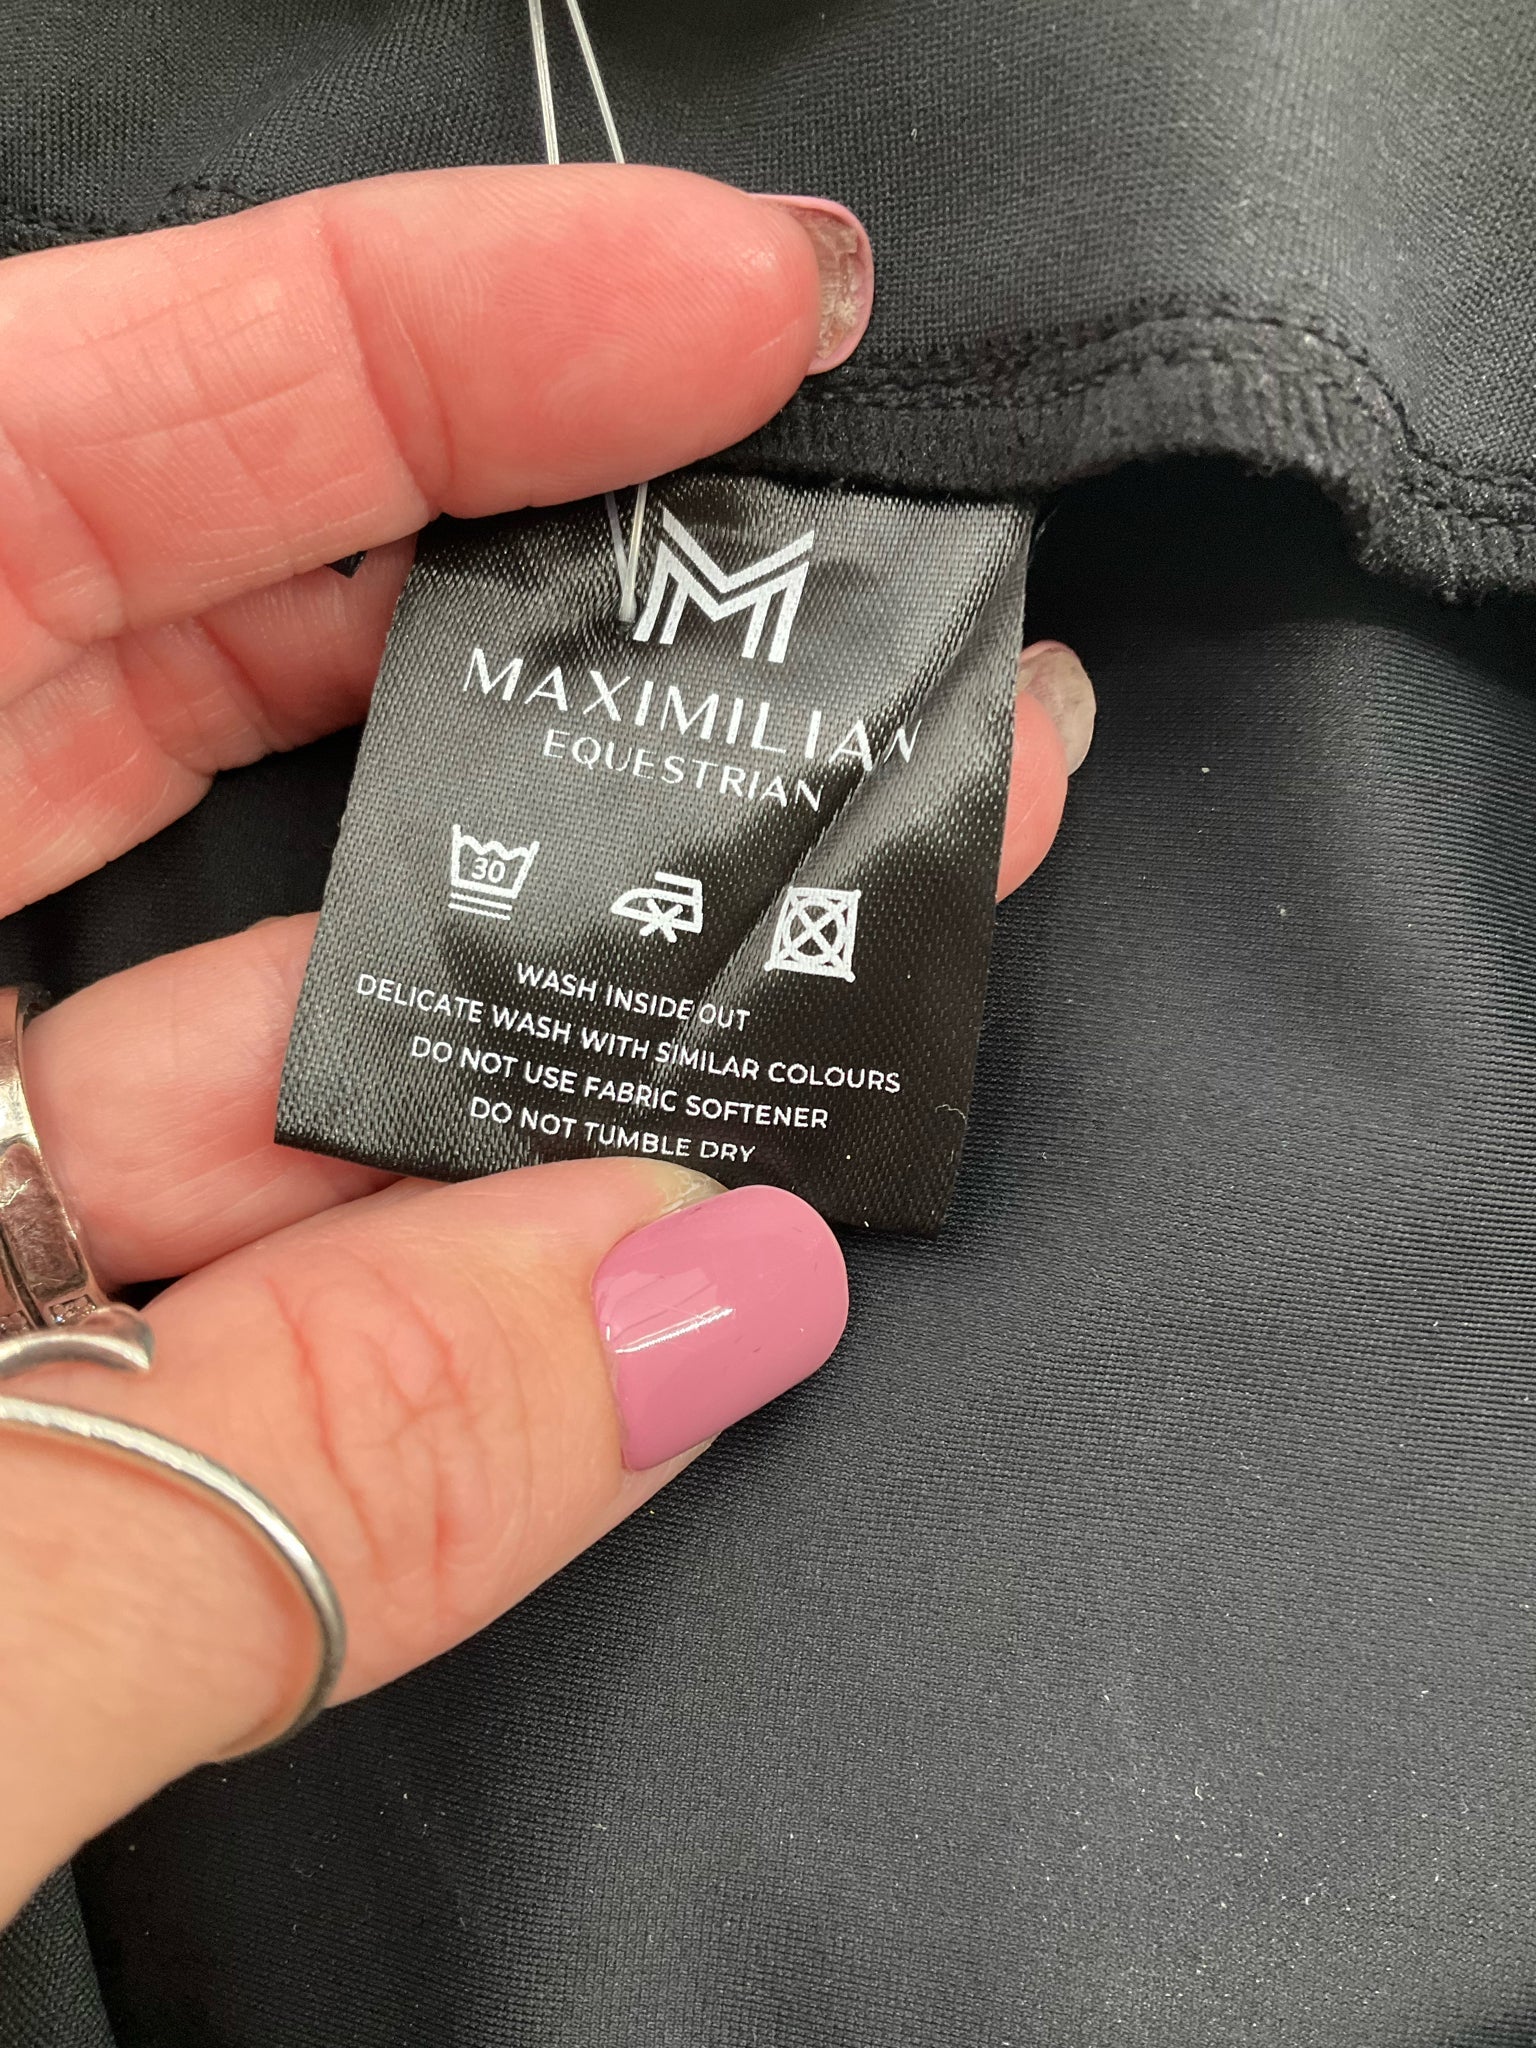 MAXIMILIAN
EQUESTRIAN
30
WASH INSIDE OUT
DELICATE WASH WITH SIMILAR COLOURS
DO NOT USE FABRIC SOFTENER
DO NOT TUMBLE DRY